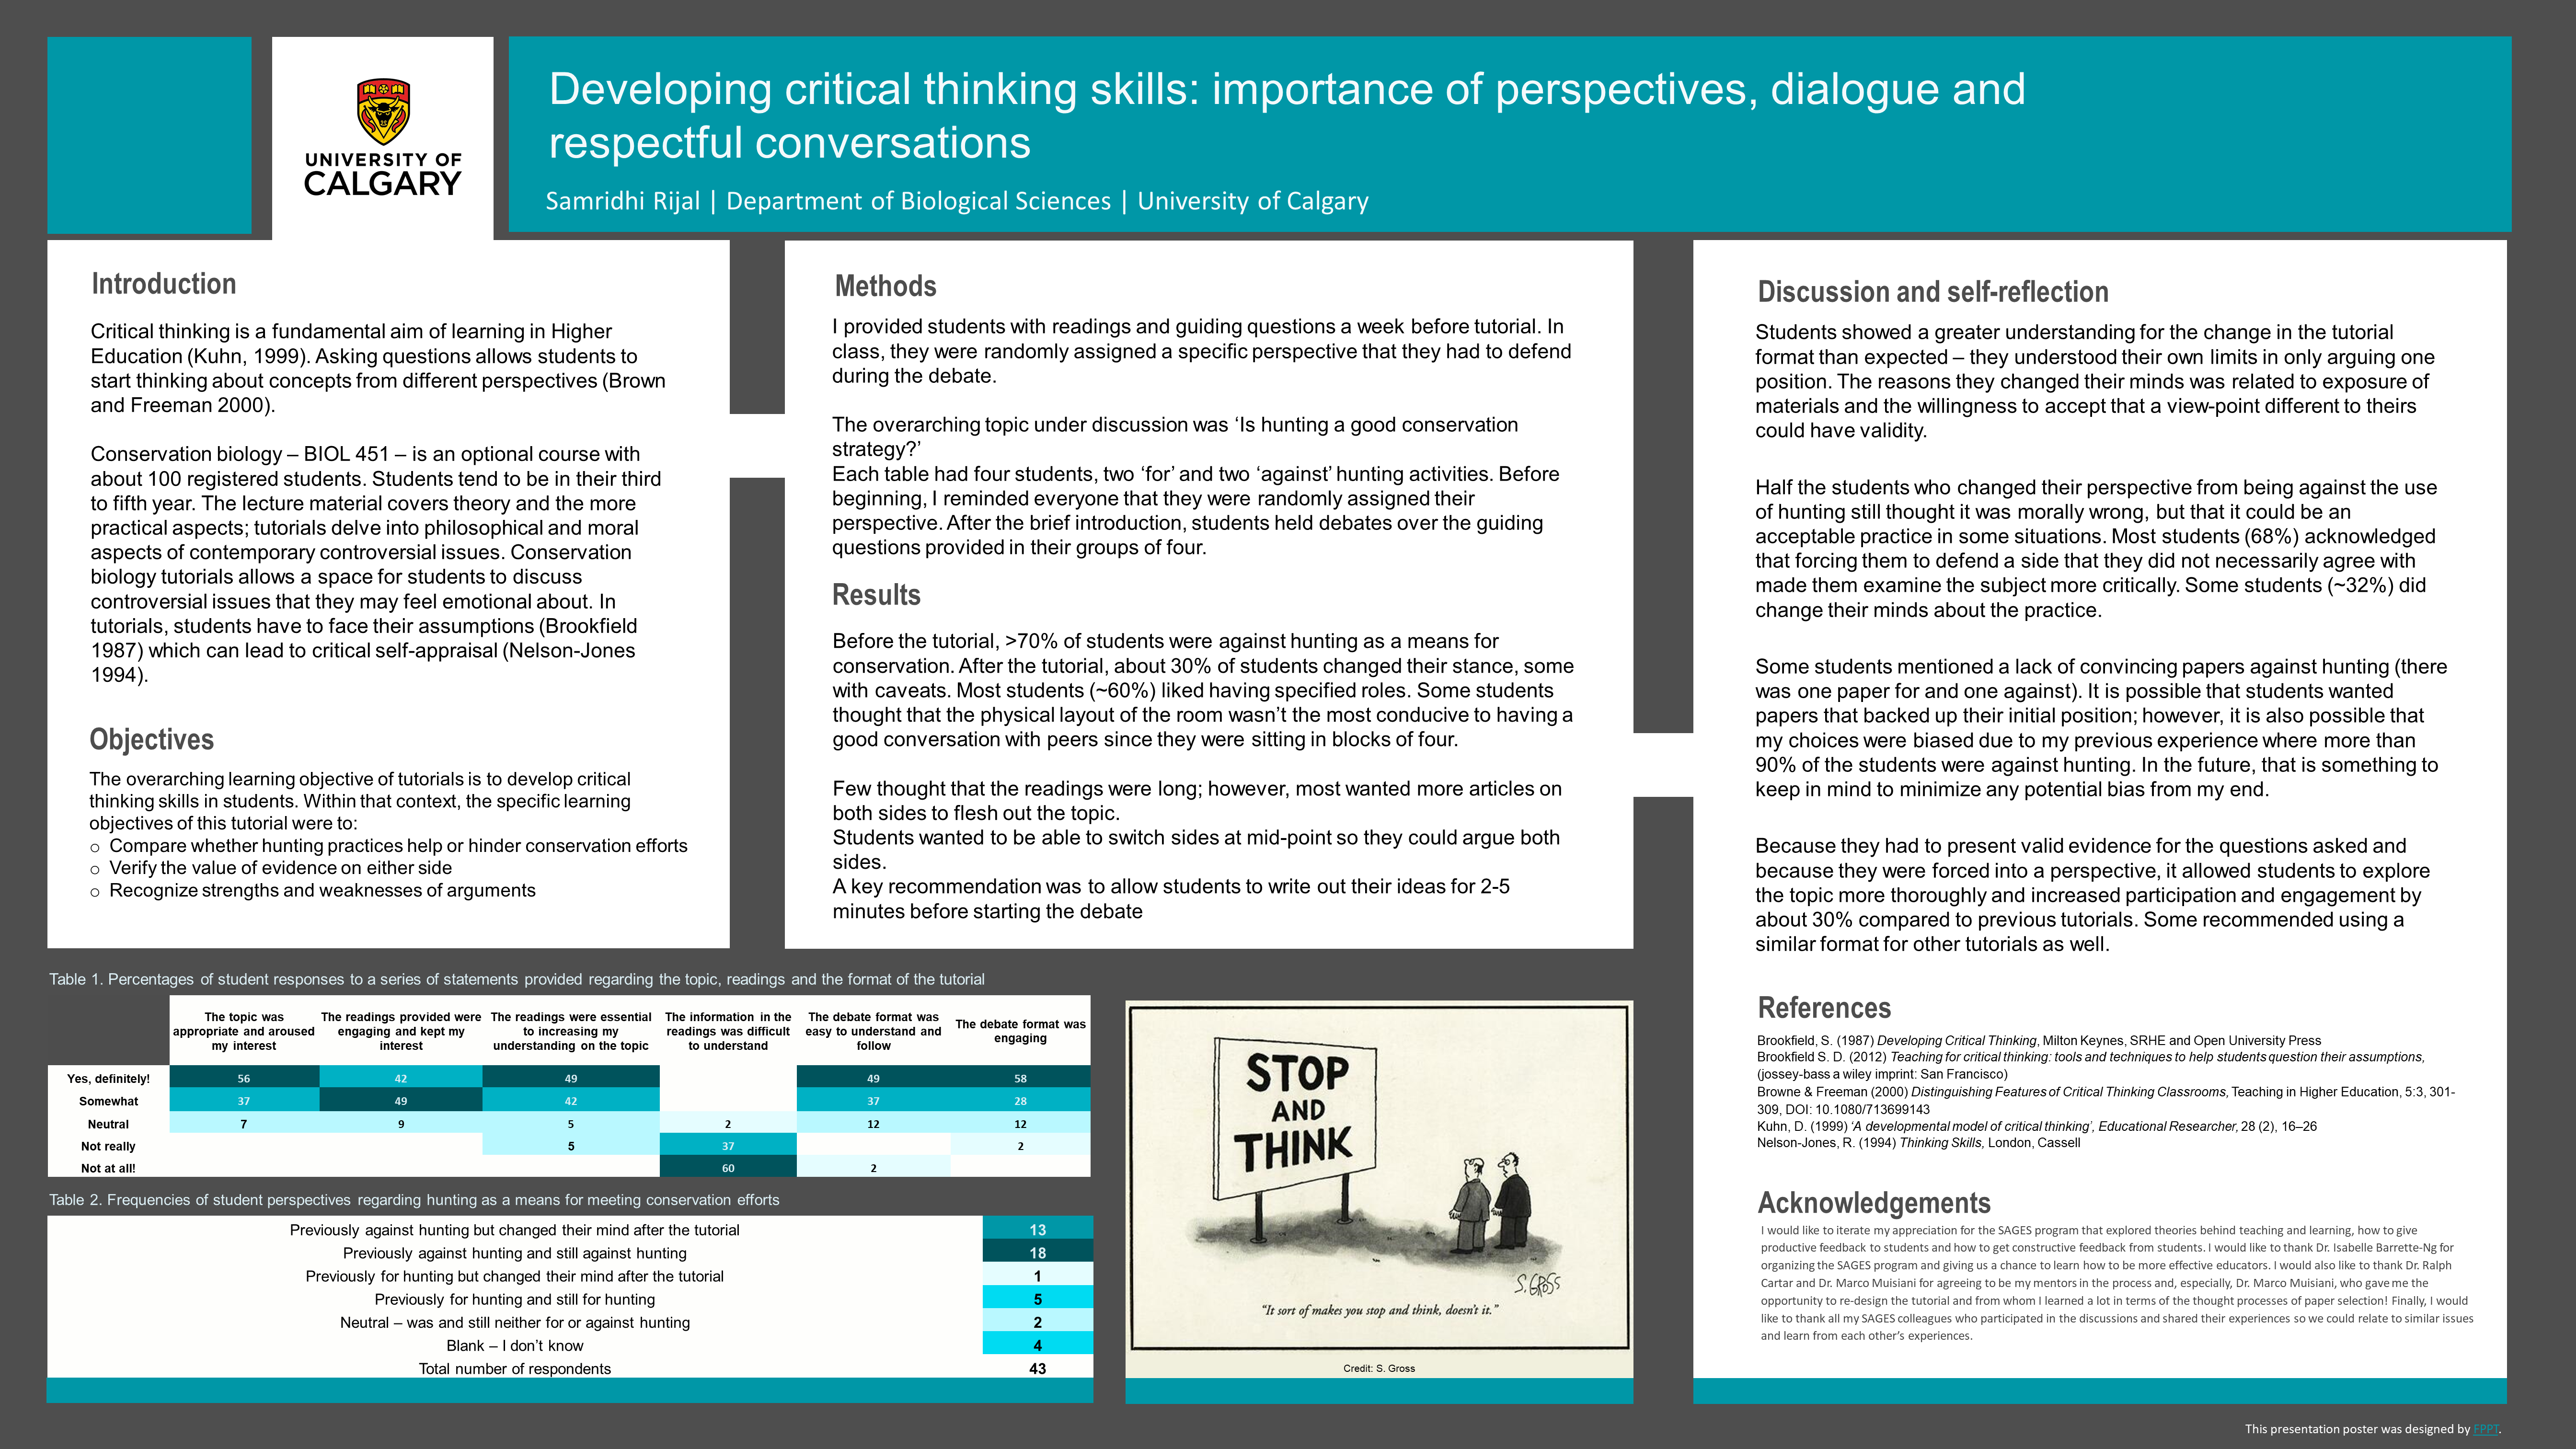 UNIVERSITY OF
CALGARY
Developing critical thinking skills: importance of perspectives, dialogue and
respectful conversations
Samridhi Rijal | Department of Biological Sciences | University of Calgary
Introduction
Critical thinking is a fundamental aim of learning in Higher
Education (Kuhn, 1999). Asking questions allows students to
start thinking about concepts from different perspectives (Brown
and Freeman 2000).
Conservation biology – BIOL 451 – is an optional course with
about 100 registered students. Students tend to be in their third
to fifth year. The lecture material covers theory and the more
practical aspects; tutorials delve into philosophical and moral
aspects of contemporary controversial issues. Conservation
biology tutorials allows a space for students to discuss
controversial issues that they may feel emotional about. In
tutorials, students have to face their assumptions (Brookfield
1987) which can lead to critical self-appraisal (Nelson-Jones
1994).
Objectives
The overarching learning objective of tutorials is to develop critical
thinking skills in students. Within that context, the specific learning
objectives of this tutorial were to:
o Compare whether hunting practices help or hinder conservation efforts
o Verify the value of evidence on either side
o Recognize strengths and weaknesses of arguments
Methods
I provided students with readings and guiding questions a week before tutorial. In
class, they were randomly assigned a specific perspective that they had to defend
during the debate.
The overarching topic under discussion was ‘Is hunting a good conservation
strategy?’
Each table had four students, two ‘for’ and two ‘against’ hunting activities. Before
beginning, I reminded everyone that they were randomly assigned their
perspective. After the brief introduction, students held debates over the guiding
questions provided in their groups of four.
Results
Before the tutorial, >70% of students were against hunting as a means for
conservation. After the tutorial, about 30% of students changed their stance, some
with caveats. Most students (~60%) liked having specified roles. Some students
thought that the physical layout of the room wasn’t the most conducive to having a
good conversation with peers since they were sitting in blocks of four.
Few thought that the readings were long; however, most wanted more articles on
both sides to flesh out the topic.
Students wanted to be able to switch sides at mid-point so they could argue both
sides.
A key recommendation was to allow students to write out their ideas for 2-5
minutes before starting the debate
Discussion and self-reflection
Students showed a greater understanding for the change in the tutorial
format than expected – they understood their own limits in only arguing one
position. The reasons they changed their minds was related to exposure of
materials and the willingness to accept that a view-point different to theirs
could have validity.
Half the students who changed their perspective from being against the use
of hunting still thought it was morally wrong, but that it could be an
acceptable practice in some situations. Most students (68%) acknowledged
that forcing them to defend a side that they did not necessarily agree with
made them examine the subject more critically. Some students (~32%) did
change their minds about the practice.
Some students mentioned a lack of convincing papers against hunting (there
was one paper for and one against). It is possible that students wanted
papers that backed up their initial position; however, it is also possible that
my choices were biased due to my previous experience where more than
90% of the students were against hunting. In the future, that is something to
keep in mind to minimize any potential bias from my end.
Because they had to present valid evidence for the questions asked and
because they were forced into a perspective, it allowed students to explore
the topic more thoroughly and increased participation and engagement by
about 30% compared to previous tutorials. Some recommended using a
similar format for other tutorials as well.
References
Brookfield, S. (1987) Developing Critical Thinking, Milton Keynes, SRHE and Open University Press
Brookfield S. D. (2012) Teaching for critical thinking: tools and techniques to help students question their assumptions,
(jossey-bass a wiley imprint: San Francisco)
Browne & Freeman (2000) Distinguishing Features of Critical Thinking Classrooms, Teaching in Higher Education, 5:3, 301-
309, DOI: 10.1080/713699143
Kuhn, D. (1999) ‘A developmental model of critical thinking’, Educational Researcher, 28 (2), 16–26
Nelson-Jones, R. (1994) Thinking Skills, London, Cassell
Acknowledgements
I would like to iterate my appreciation for the SAGES program that explored theories behind teaching and learning, how to give
productive feedback to students and how to get constructive feedback from students. I would like to thank Dr. Isabelle Barrette-Ng for
organizing the SAGES program and giving us a chance to learn how to be more effective educators. I would also like to thank Dr. Ralph
Cartar and Dr. Marco Muisiani for agreeing to be my mentors in the process and, especially, Dr. Marco Muisiani, who gave me the
opportunity to re-design the tutorial and from whom I learned a lot in terms of the thought processes of paper selection! Finally, I would
like to thank all my SAGES colleagues who participated in the discussions and shared their experiences so we could relate to similar issues
and learn from each other’s experiences.
Table 1. Percentages of student responses to a series of statements provided regarding the topic, readings and the format of the tutorial
The topic was appropriate and aroused my interest
The readings provided were engaging and kept my interest
The readings were essential to increasing my understanding on the topic
The information in the readings was difficult to understand
The debate format was easy to understand and follow
The debate format was engaging
Yes, definitely! 56 42 49 49 58
Somewhat 37 49 42 37 28
Neutral 7 9 5 2 12 12
Not really 5 37 2
Not at all! 60 2
Table 2. Frequencies of student perspectives regarding hunting as a means for meeting conservation efforts
Previously against hunting but changed their mind after the tutorial 13
Previously against hunting and still against hunting 18
Previously for hunting but changed their mind after the tutorial 1
Previously for hunting and still for hunting 5
Neutral – was and still neither for or against hunting 2
Blank – I don’t know 4
Total number of respondents 43
STOP
AND
THINK
S. GROSS
“It sort of makes you stop and think, doesn’t it.”
Credit: S. Gross
This presentation poster was designed by FPPT.